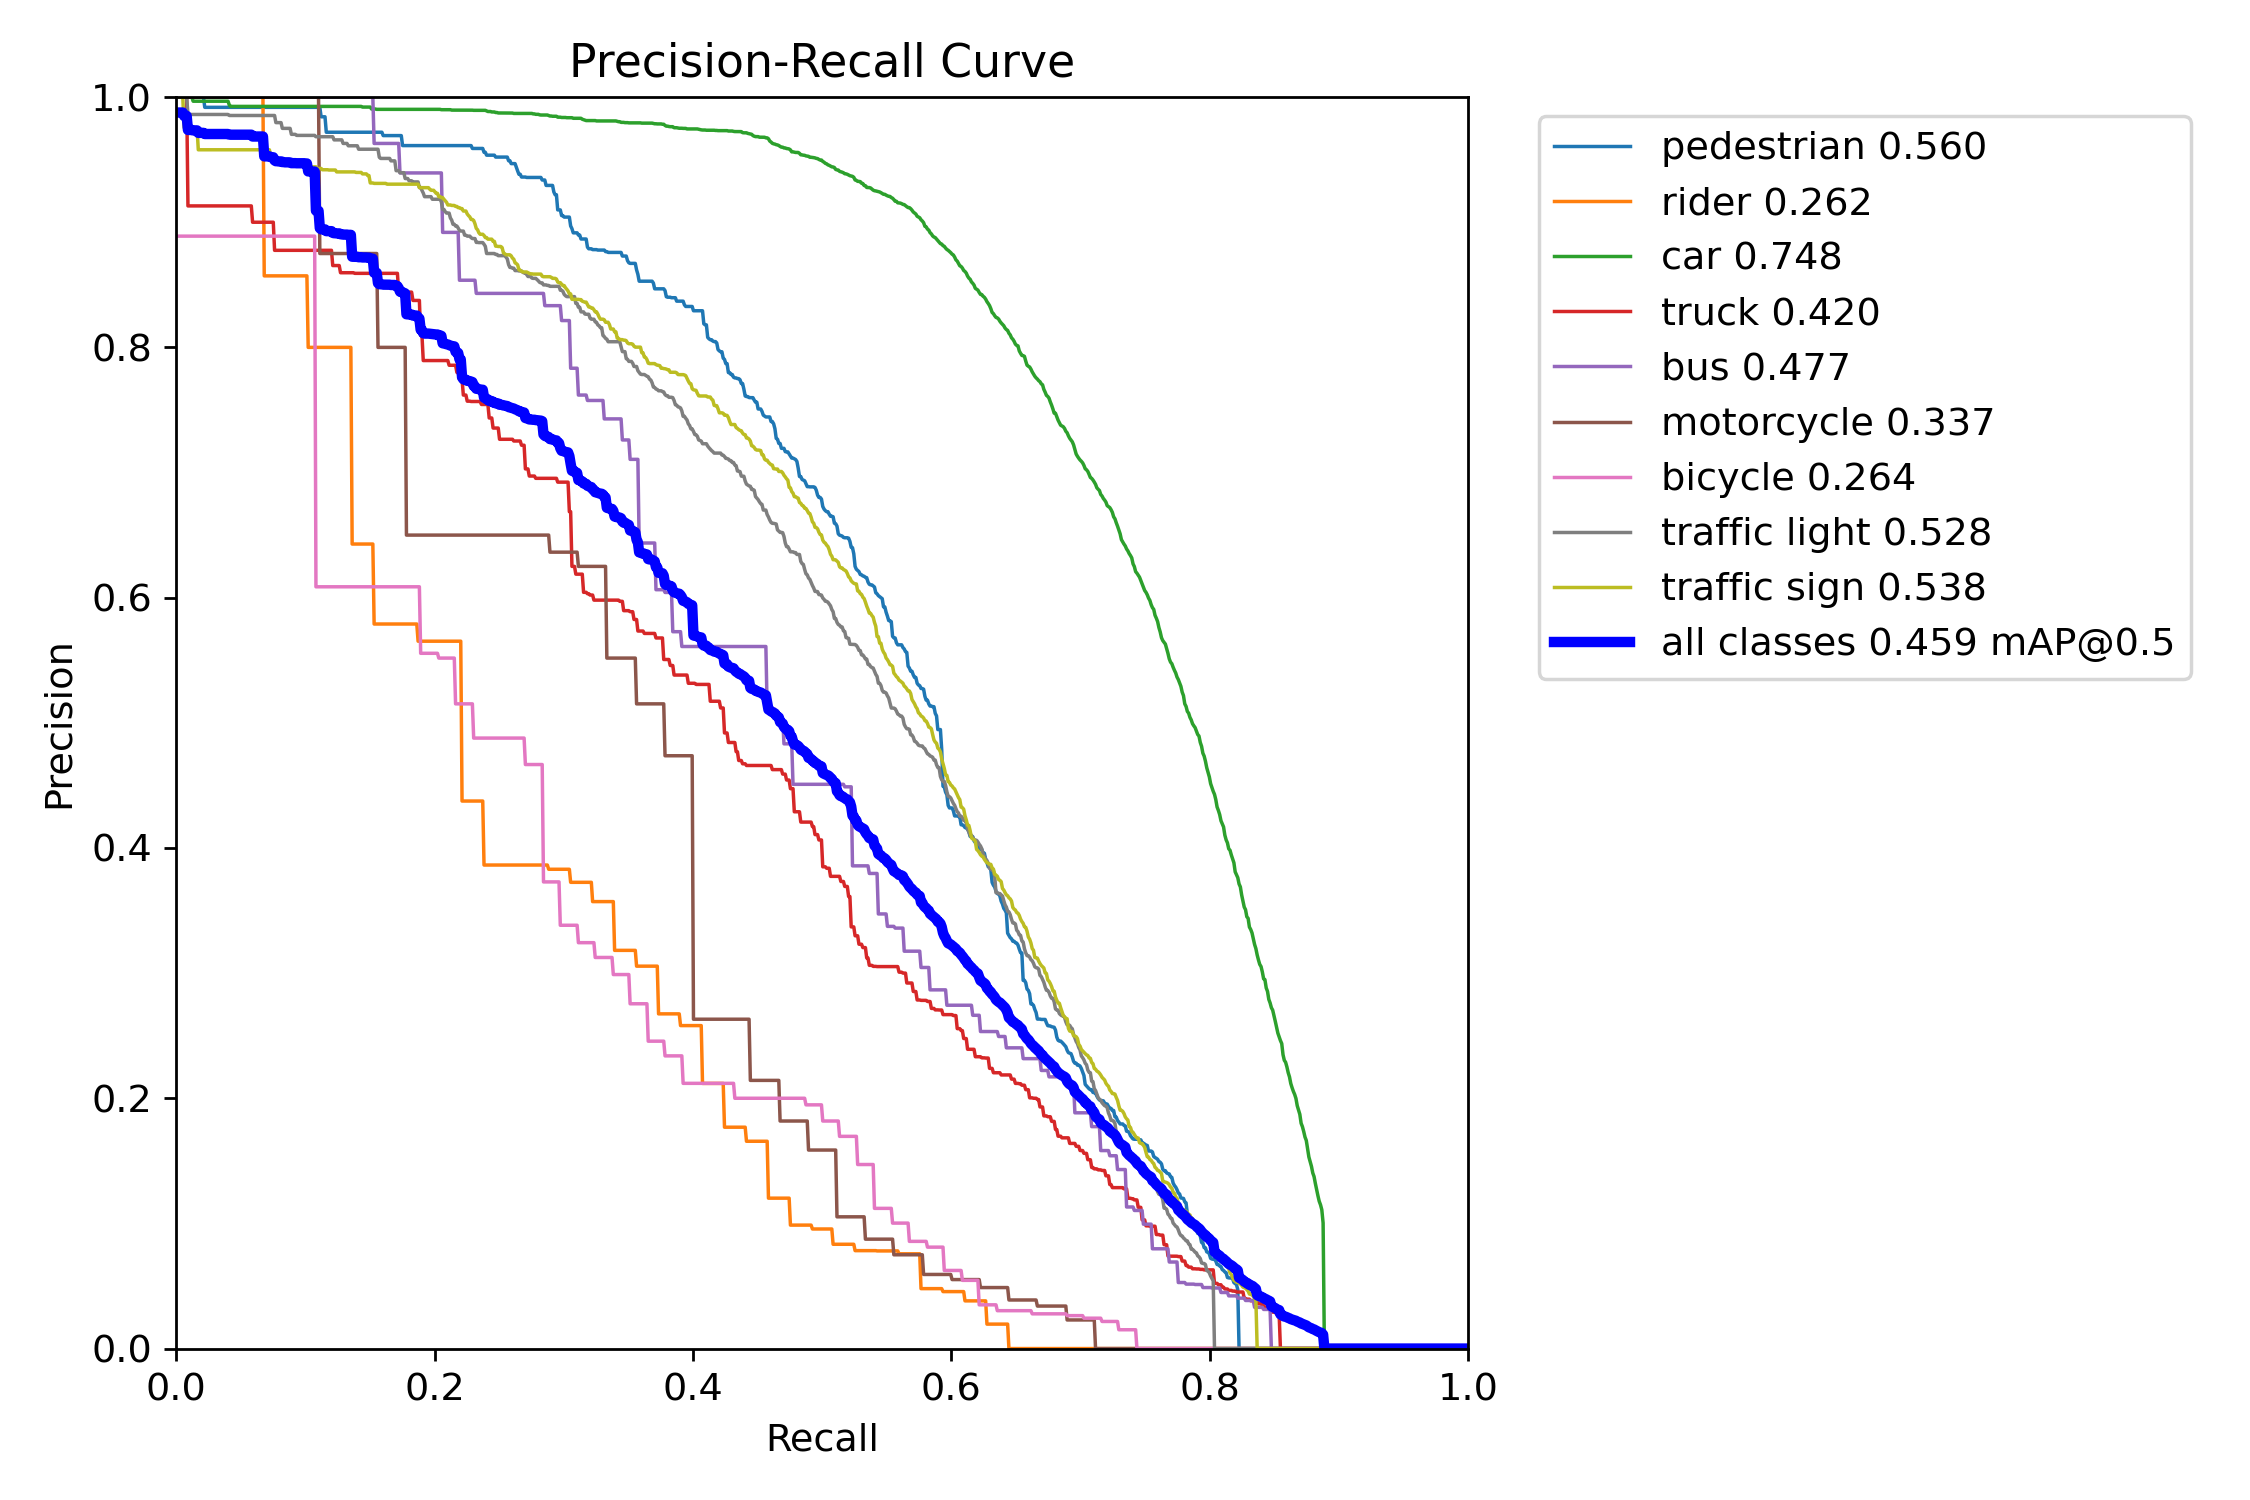 Precision-Recall Curve
1.0
0.8
0.6
0.4
0.2
0.0
Precision
0.0 0.2 0.4 0.6 0.8 1.0
Recall
pedestrian 0.560
rider 0.262
car 0.748
truck 0.420
bus 0.477
motorcycle 0.337
bicycle 0.264
traffic light 0.528
traffic sign 0.538
all classes 0.459 mAP@0.5